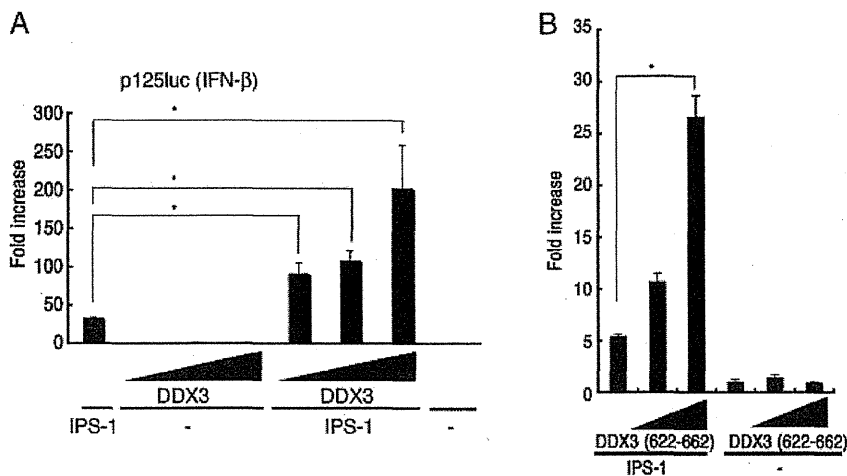 A
p125luc (IFN-β)
Fold increase
300
250
200
150
100
50
0
*
*
*
DDX3
DDX3
IPS-1
-
IPS-1
-
B
Fold increase
35
30
25
20
15
10
5
0
*
DDX3 (622-662)
DDX3 (622-662)
IPS-1
-